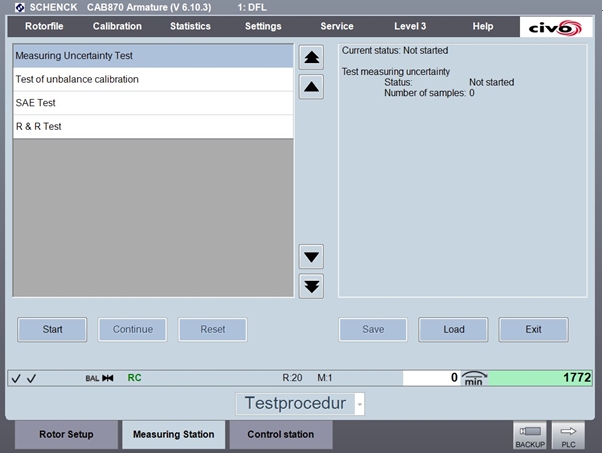 SCHENCK CAB870 Armature (V 6.10.3) 1: DFL
Rotorfile Calibration Statistics Settings Service Level 3 Help civo
Measuring Uncertainty Test
Test of unbalance calibration
SAE Test
R & R Test
Current status: Not started
Test measuring uncertainty
Status: Not started
Number of samples: 0
Start Continue Reset Save Load Exit
BAL RC R:20 M:1 0 min 1772
Testprocedur
Rotor Setup Measuring Station Control station BACKUP PLC